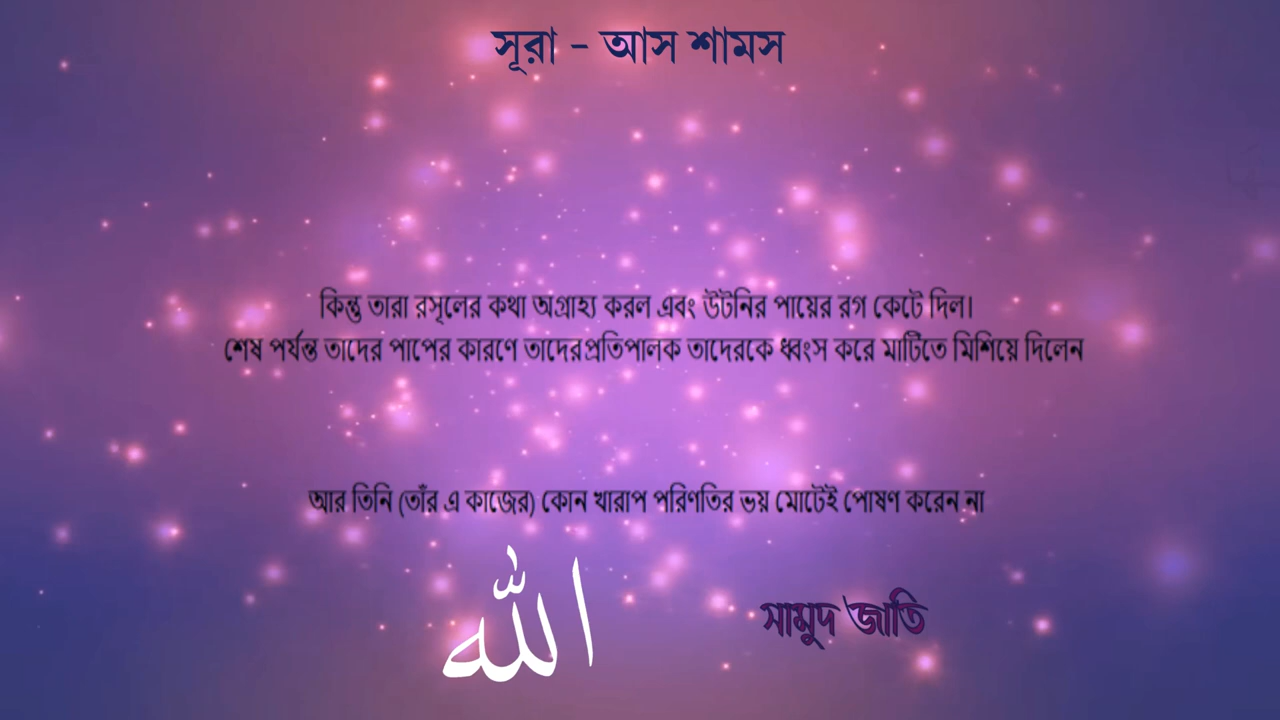 সূরা - আস শামস
কিন্তু তারা রসূলের কথা অগ্রাহ্য করল এবং উটনির পায়ের রগ কেটে দিল।
শেষ পর্যন্ত তাদের পাপের কারণে তাদের প্রতিপালক তাদেরকে ধ্বংস করে মাটিতে মিশিয়ে দিলেন
আর তিনি (তাঁর এ কাজের) কোন খারাপ পরিণতির ভয় মোটেই পোষণ করেন না
الله
সামুদ জাতি